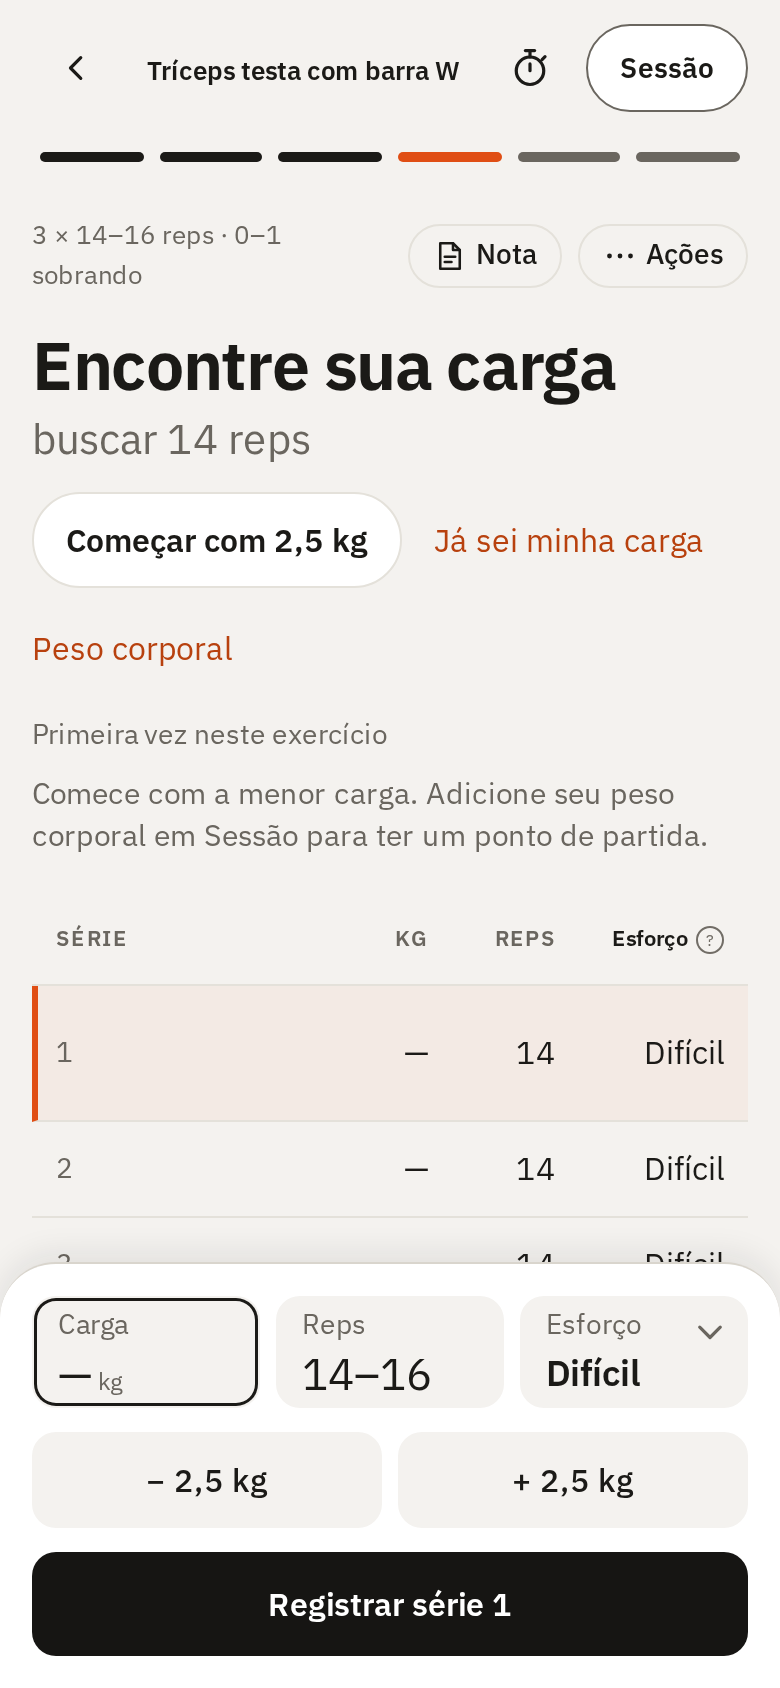 Tríceps testa com barra W
Sessão
3 × 14–16 reps · 0–1
sobrando
Nota
Ações
Encontre sua carga
buscar 14 reps
Começar com 2,5 kg
Já sei minha carga
Peso corporal
Primeira vez neste exercício
Comece com a menor carga. Adicione seu peso
corporal em Sessão para ter um ponto de partida.
SÉRIE KG REPS Esforço ?
1 — 14 Difícil
2 — 14 Difícil
3 14 Difícil
Carga
— kg
Reps
14–16
Esforço
Difícil
− 2,5 kg
+ 2,5 kg
Registrar série 1